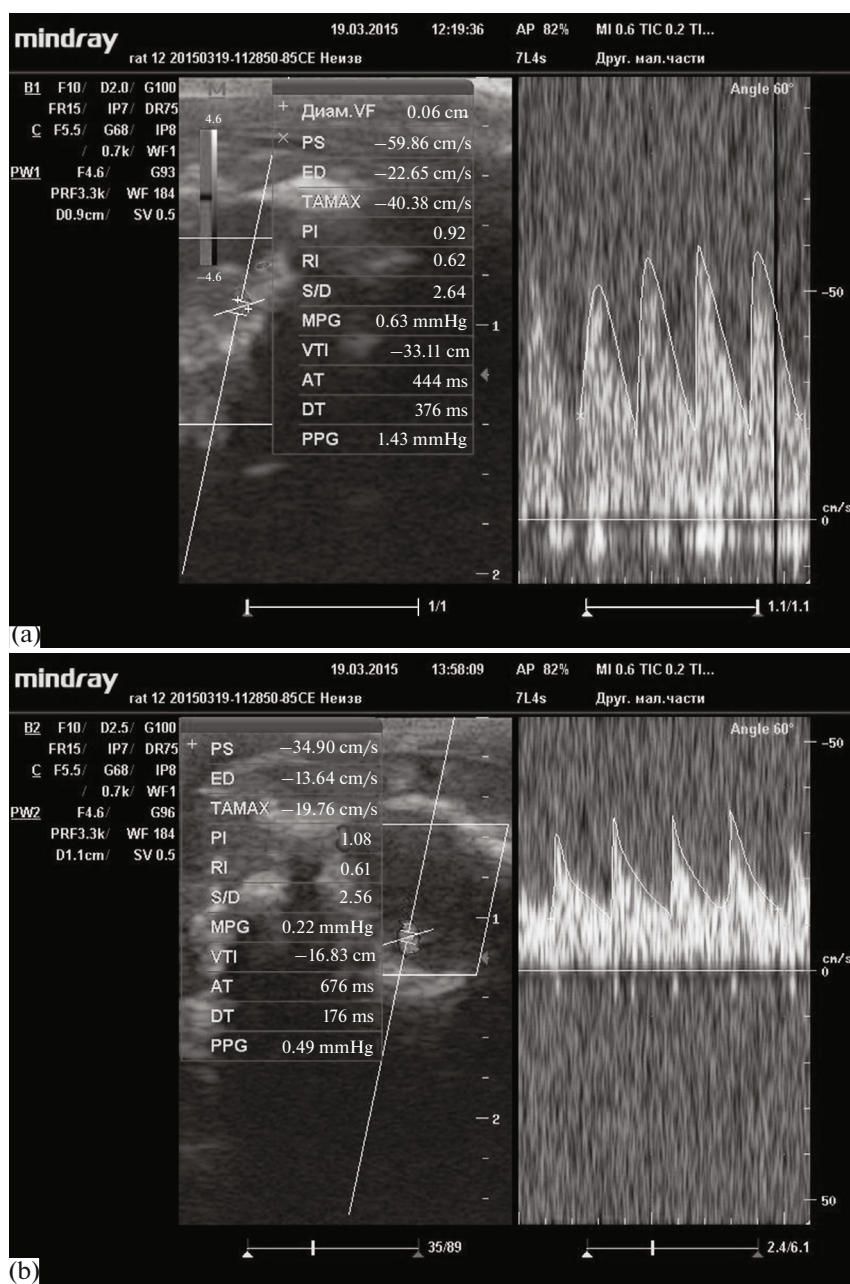 mindray
19.03.2015 12:19:36 AP 82% MI 0.6 TIC 0.2 TI...
rat 12 20150319-112850-85CE Неизв 7L4s Друг. мал.части
B1 F10/ D2.0/ G100
FR15/ IP7/ DR75
C F5.5/ G68/ IP8
/ 0.7k/ WF1
PW1 F4.6/ G93
PRF3.3k/ WF 184
D0.9cm/ SV 0.5
M
4.6
-4.6
+ Диам.VF 0.06 cm
× PS −59.86 cm/s
ED −22.65 cm/s
TAMAX −40.38 cm/s
PI 0.92
RI 0.62
S/D 2.64
MPG 0.63 mmHg
VTI −33.11 cm
AT 444 ms
DT 376 ms
PPG 1.43 mmHg
1
2
Angle 60°
-50
cm/s
0
1/1
1.1/1.1
(a)
mindray
19.03.2015 13:58:09 AP 82% MI 0.6 TIC 0.2 TI...
rat 12 20150319-112850-85CE Неизв 7L4s Друг. мал.части
B2 F10/ D2.5/ G100
FR15/ IP7/ DR75
C F5.5/ G68/ IP8
/ 0.7k/ WF1
PW2 F4.6/ G96
PRF3.3k/ WF 184
D1.1cm/ SV 0.5
+ PS −34.90 cm/s
ED −13.64 cm/s
TAMAX −19.76 cm/s
PI 1.08
RI 0.61
S/D 2.56
MPG 0.22 mmHg
VTI −16.83 cm
AT 676 ms
DT 176 ms
PPG 0.49 mmHg
1
2
Angle 60°
-50
cm/s
0
50
35/89
2.4/6.1
(b)